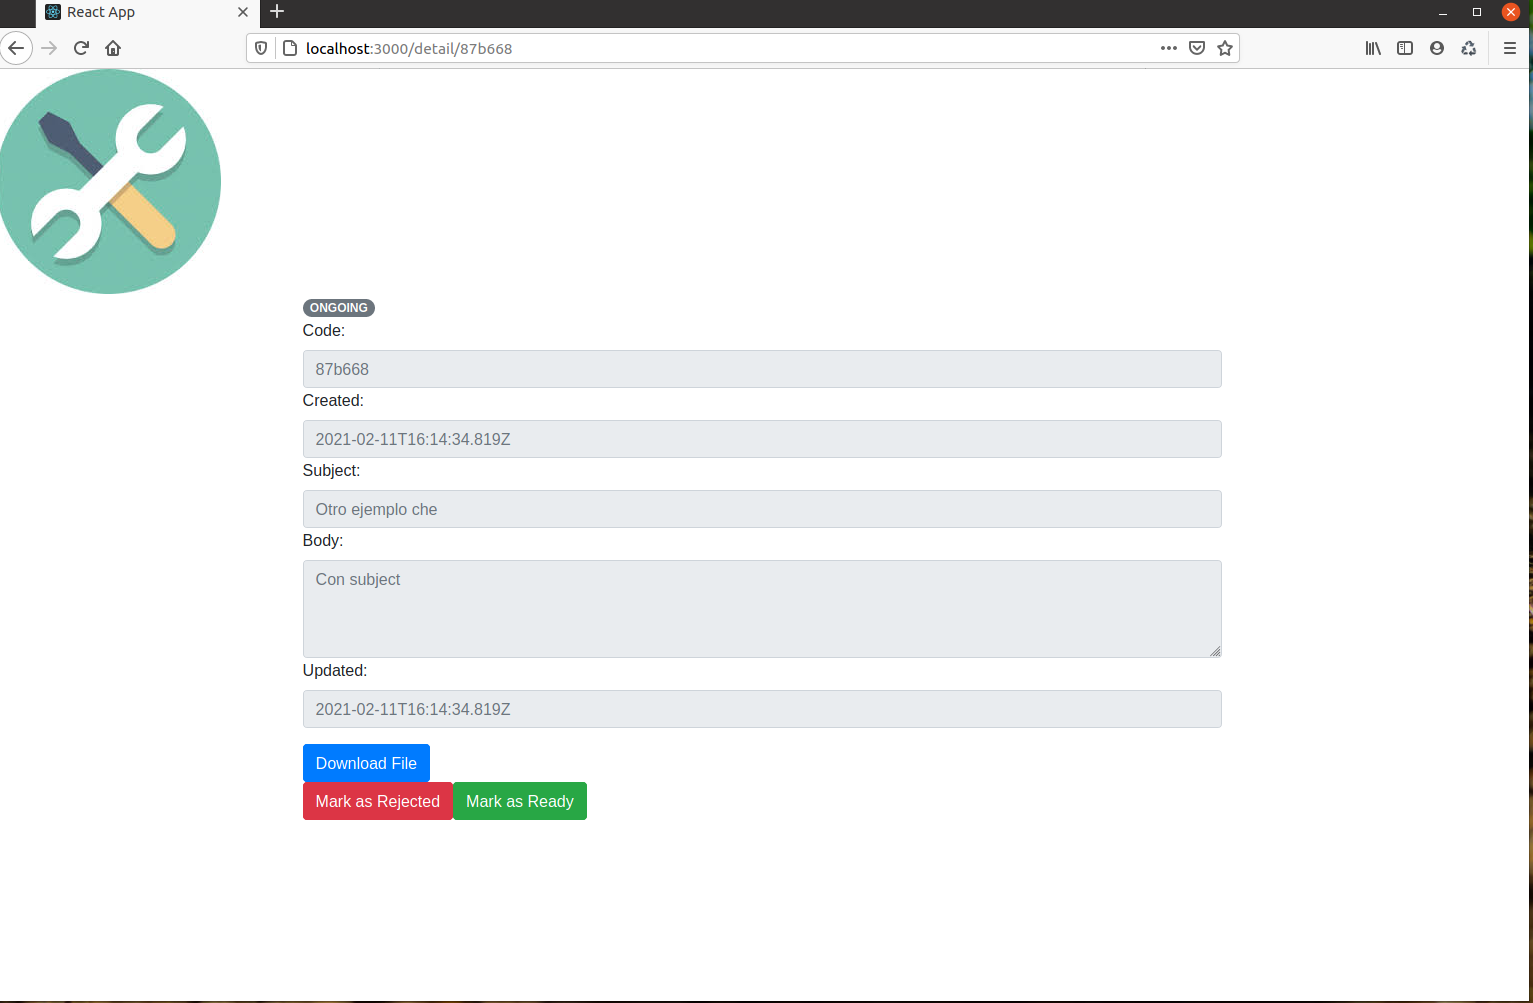 React App
localhost:3000/detail/87b668
ONGOING
Code:
87b668
Created:
2021-02-11T16:14:34.819Z
Subject:
Otro ejemplo che
Body:
Con subject
Updated:
2021-02-11T16:14:34.819Z
Download File
Mark as Rejected Mark as Ready